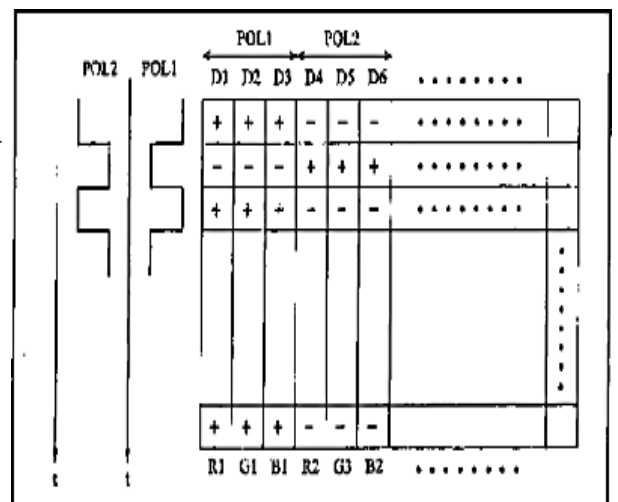 POL1 POL2
POL2 POL1
D1 D2 D3 D4 D5 D6 ........
+ + + - - - ........
- - - + + + ........
+ + + - - - ........
+ + + - - -
R1 G1 B1 R2 G3 B2 ........
t t